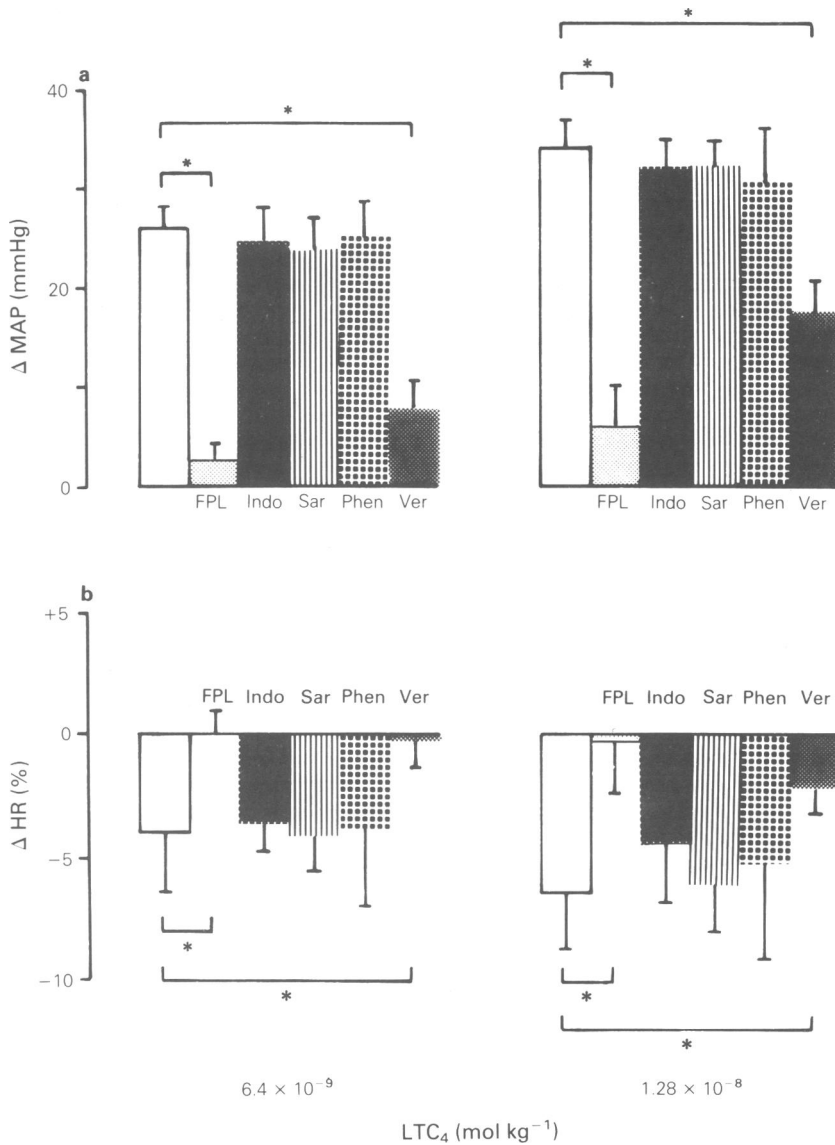 a
*
*
*
*
40
20
0
Δ MAP (mmHg)
FPL Indo Sar Phen Ver
FPL Indo Sar Phen Ver
b
+5
0
−5
−10
Δ HR (%)
FPL Indo Sar Phen Ver
FPL Indo Sar Phen Ver
*
*
*
*
6.4 × 10⁻⁹
1.28 × 10⁻⁸
LTC₄ (mol kg⁻¹)